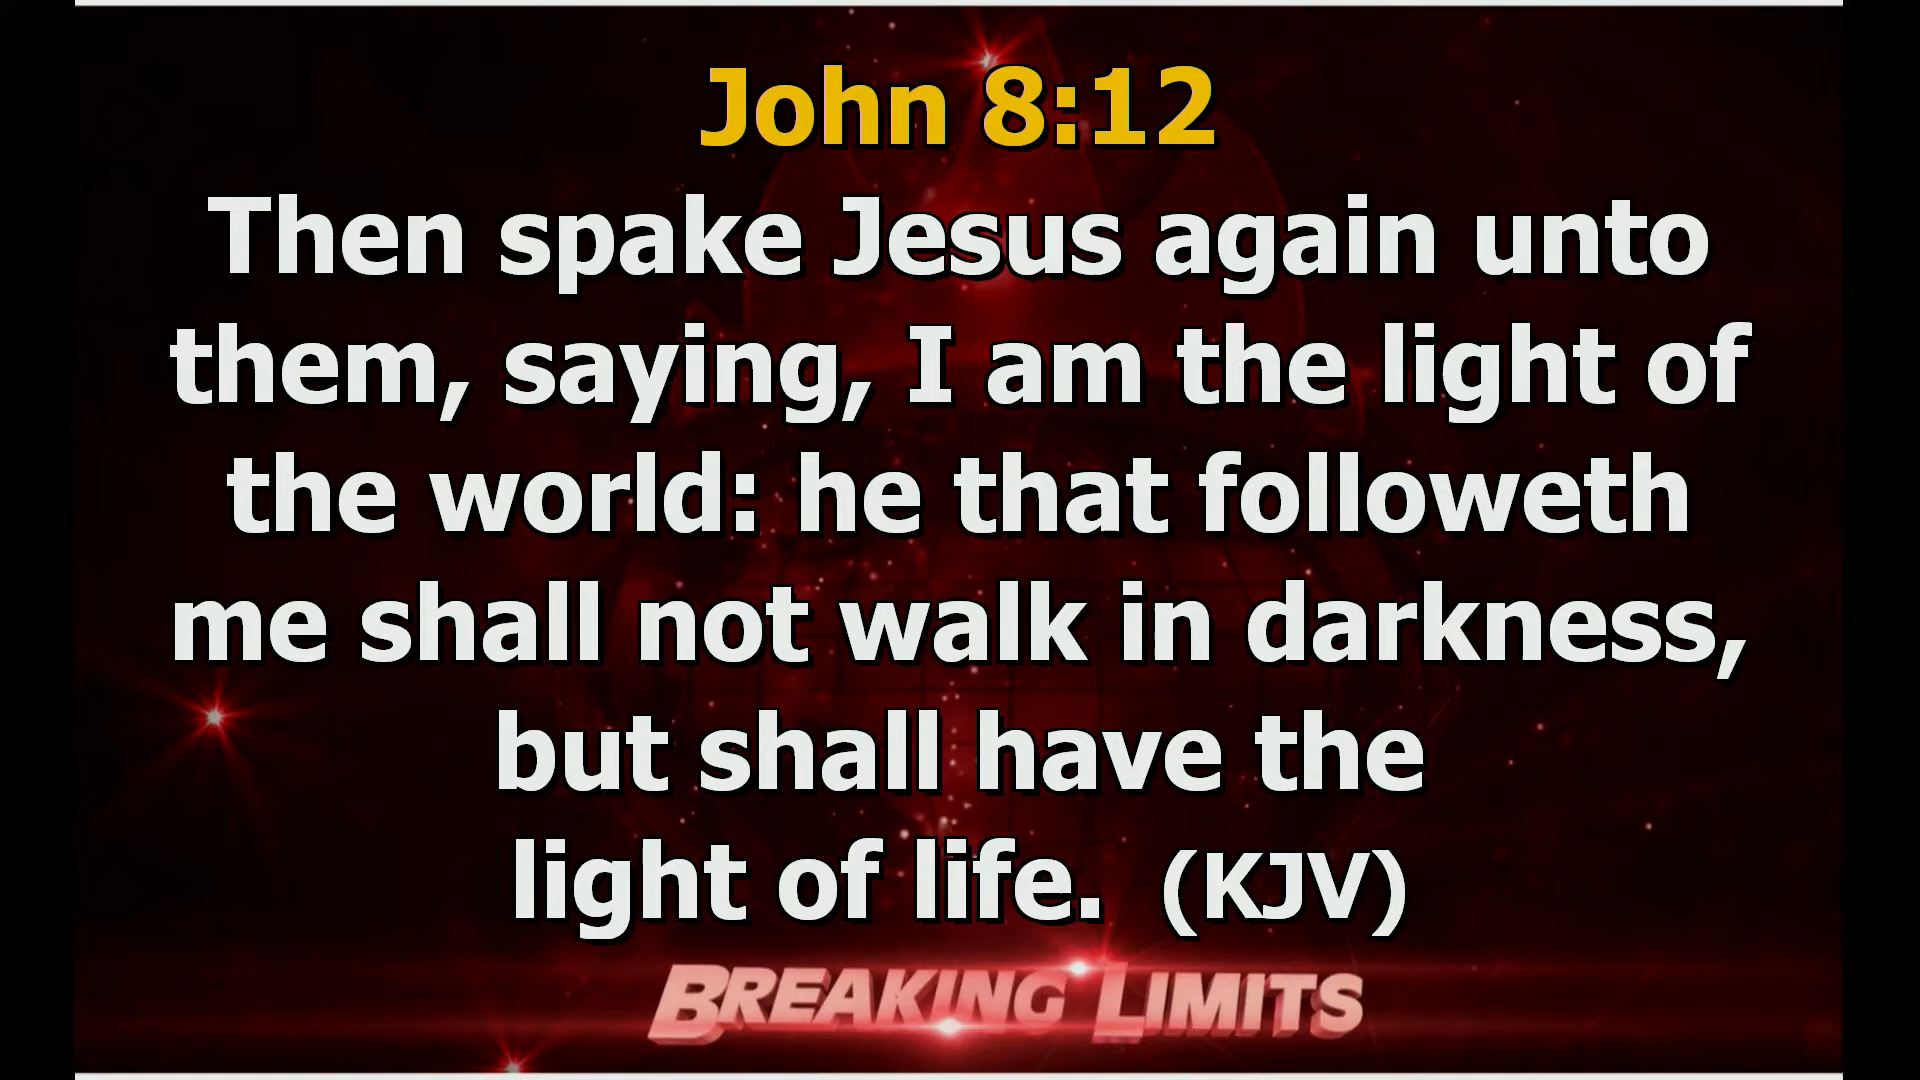 John 8:12
Then spake Jesus again unto
them, saying, I am the light of
the world: he that followeth
me shall not walk in darkness,
but shall have the
light of life.  (KJV)
BREAKING LIMITS